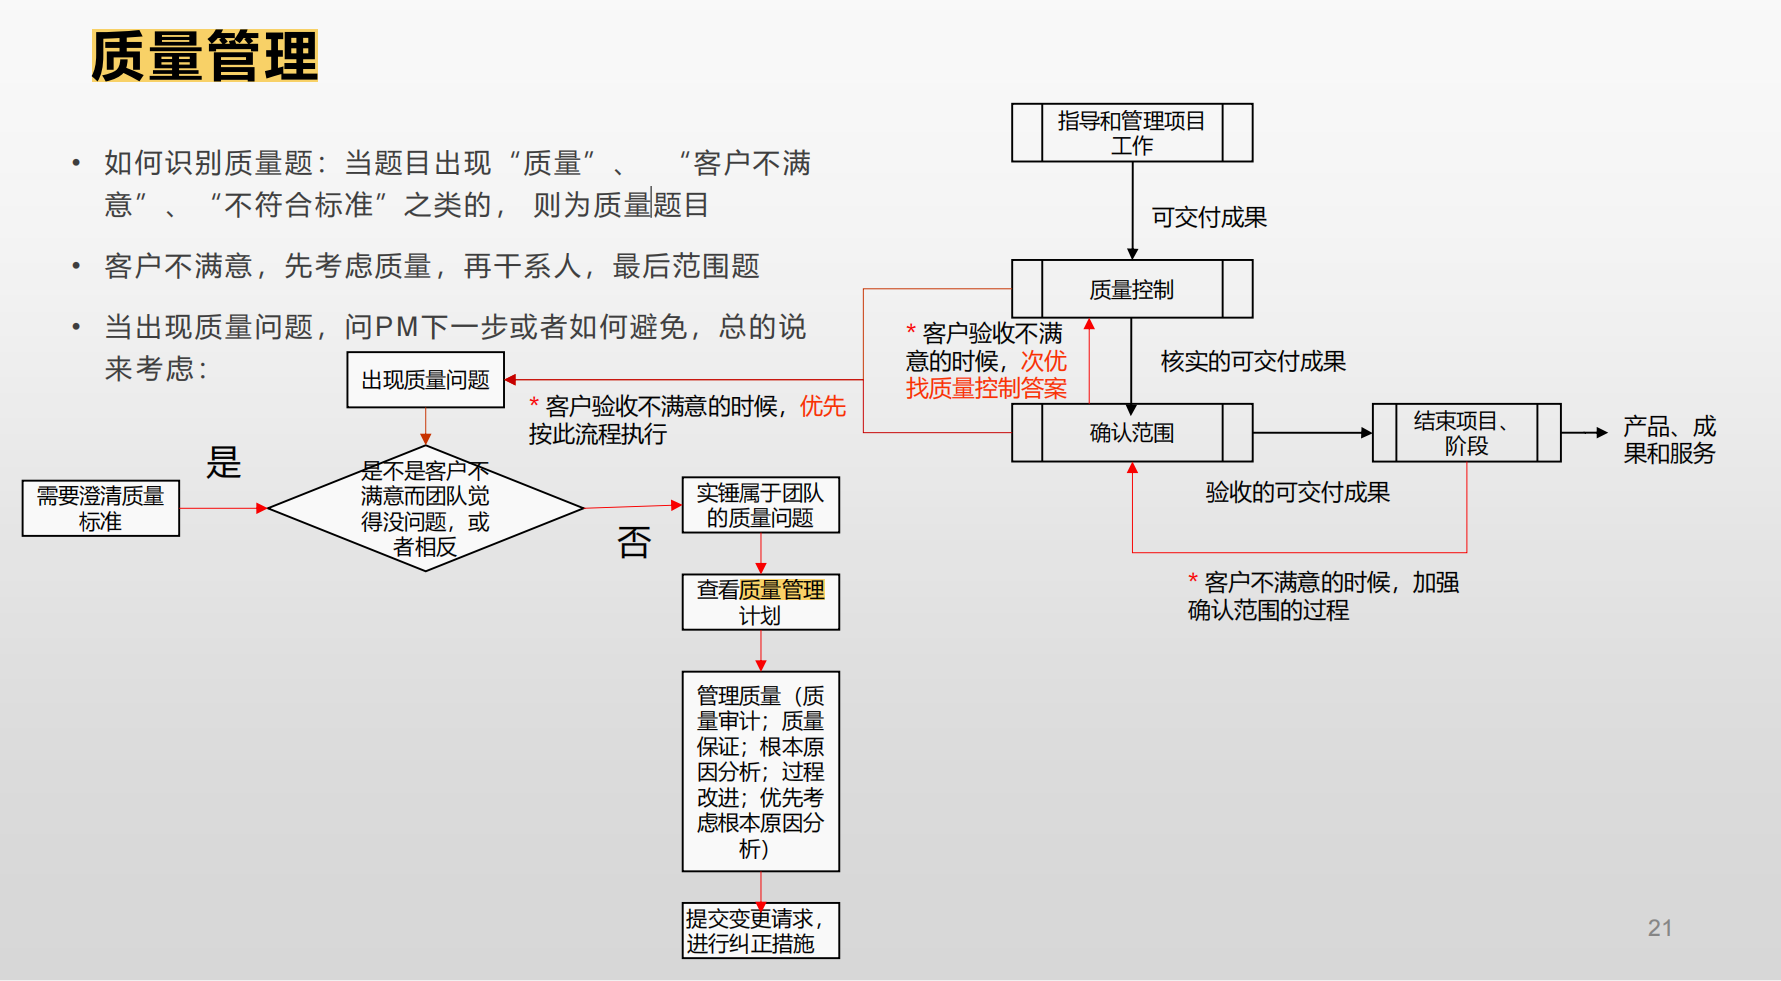 质量管理
• 如何识别质量题：当题目出现“质量”、 “客户不满
意”、“不符合标准”之类的， 则为质量题目
• 客户不满意，先考虑质量，再干系人，最后范围题
• 当出现质量问题，问PM下一步或者如何避免，总的说
来考虑：
出现质量问题
* 客户验收不满意的时候，优先
按此流程执行
是
需要澄清质量
标准
是不是客户不
满意而团队觉
得没问题，或
者相反
否
实锤属于团队
的质量问题
查看质量管理
计划
管理质量（质
量审计；质量
保证；根本原
因分析；过程
改进；优先考
虑根本原因分
析）
提交变更请求，
进行纠正措施
指导和管理项目
工作
可交付成果
质量控制
* 客户验收不满
意的时候，次优
找质量控制答案
核实的可交付成果
确认范围
结束项目、
阶段
产品、成
果和服务
验收的可交付成果
* 客户不满意的时候，加强
确认范围的过程
21